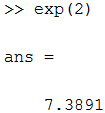 >> exp(2)
ans =
7.3891